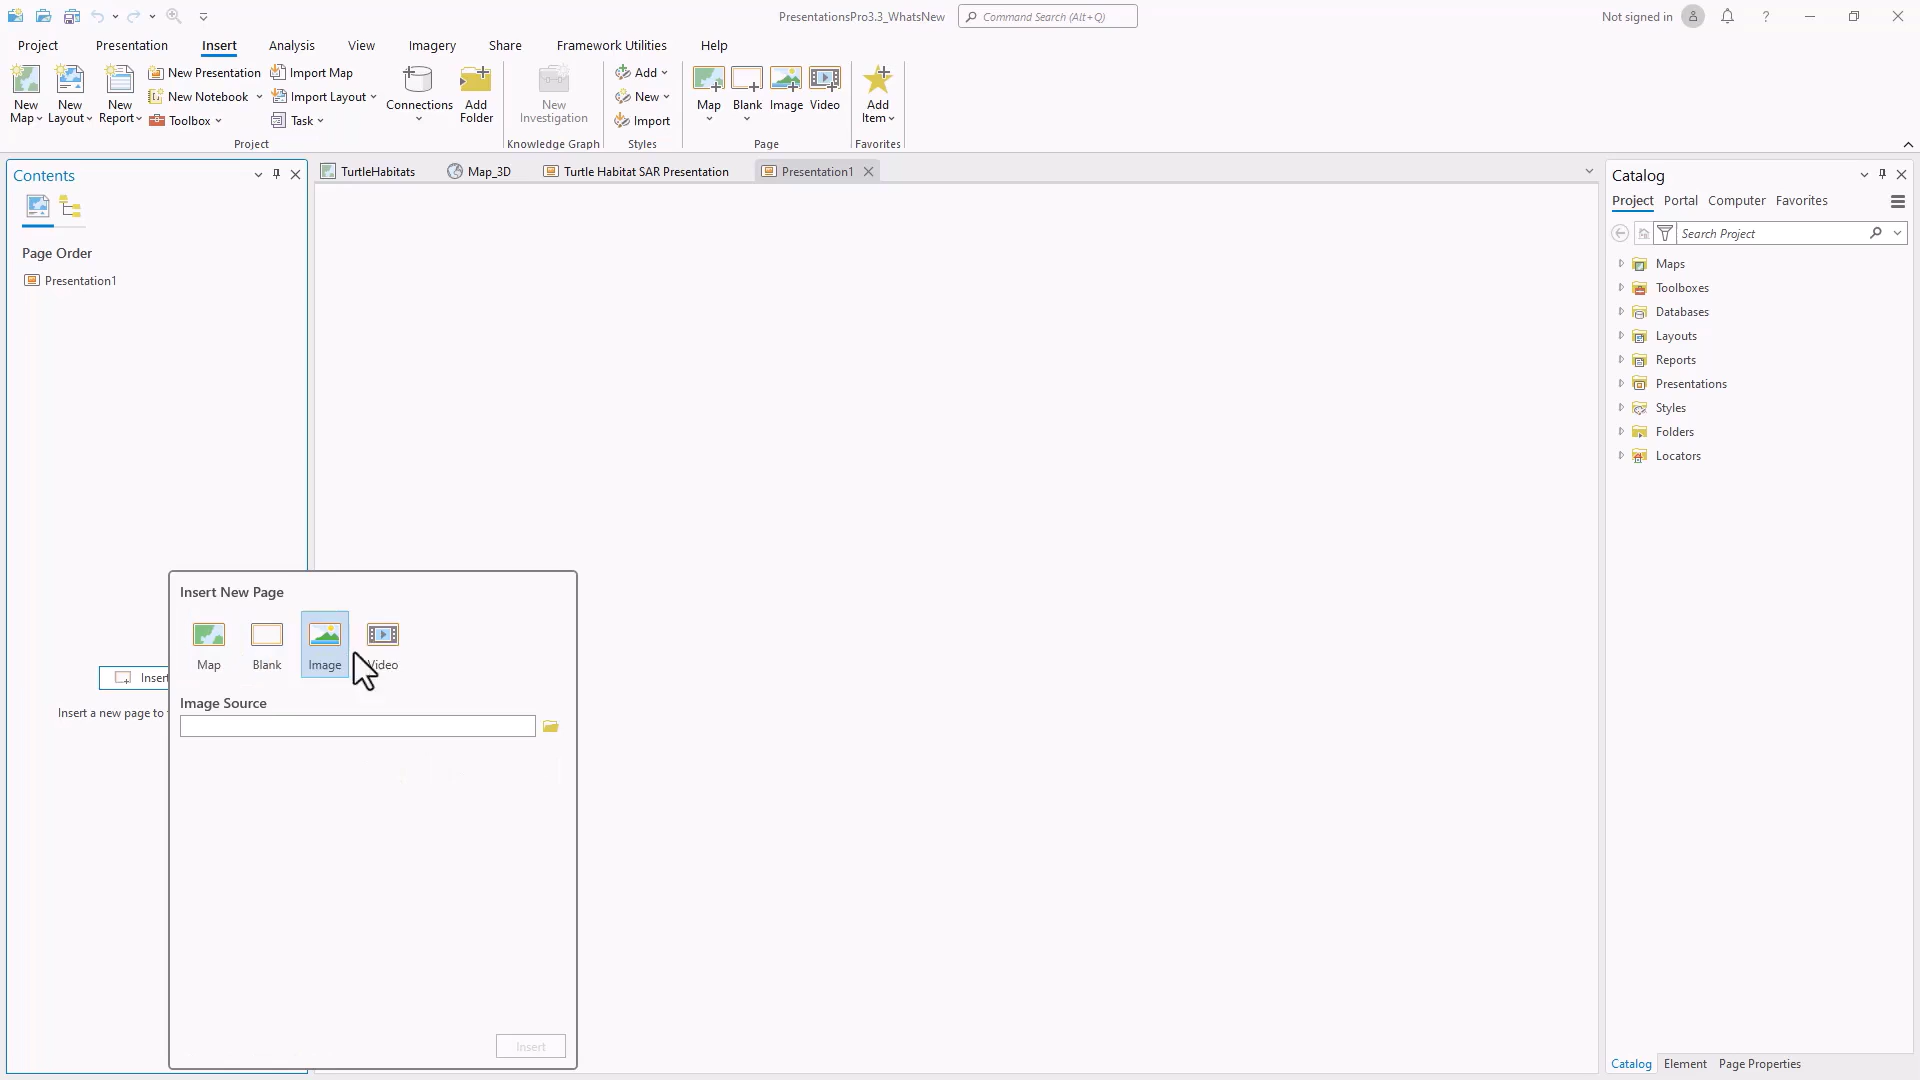 PresentationsPro3.3_WhatsNew
Command Search (Alt+Q)
Not signed in
Project
Presentation
Insert
Analysis
View
Imagery
Share
Framework Utilities
Help
New Map
New Layout
New Report
New Presentation
New Notebook
Toolbox
Import Map
Import Layout
Task
Connections
Add Folder
New Investigation
Add
New
Import
Map
Blank
Image
Video
Add Item
Project
Knowledge Graph
Styles
Page
Favorites
Contents
TurtleHabitats
Map_3D
Turtle Habitat SAR Presentation
Presentation1
Catalog
Project
Portal
Computer
Favorites
Search Project
Page Order
Presentation1
Maps
Toolboxes
Databases
Layouts
Reports
Presentations
Styles
Folders
Locators
Insert
Insert a new page to
Insert New Page
Map
Blank
Image
Video
Image Source
Insert
Catalog
Element
Page Properties